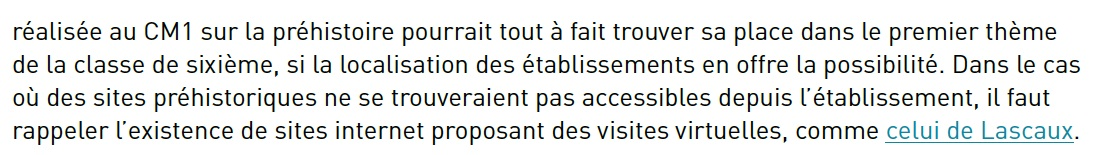 réalisée au CM1 sur la préhistoire pourrait tout à fait trouver sa place dans le premier thème
de la classe de sixième, si la localisation des établissements en offre la possibilité. Dans le cas
où des sites préhistoriques ne se trouveraient pas accessibles depuis l’établissement, il faut
rappeler l’existence de sites internet proposant des visites virtuelles, comme celui de Lascaux.